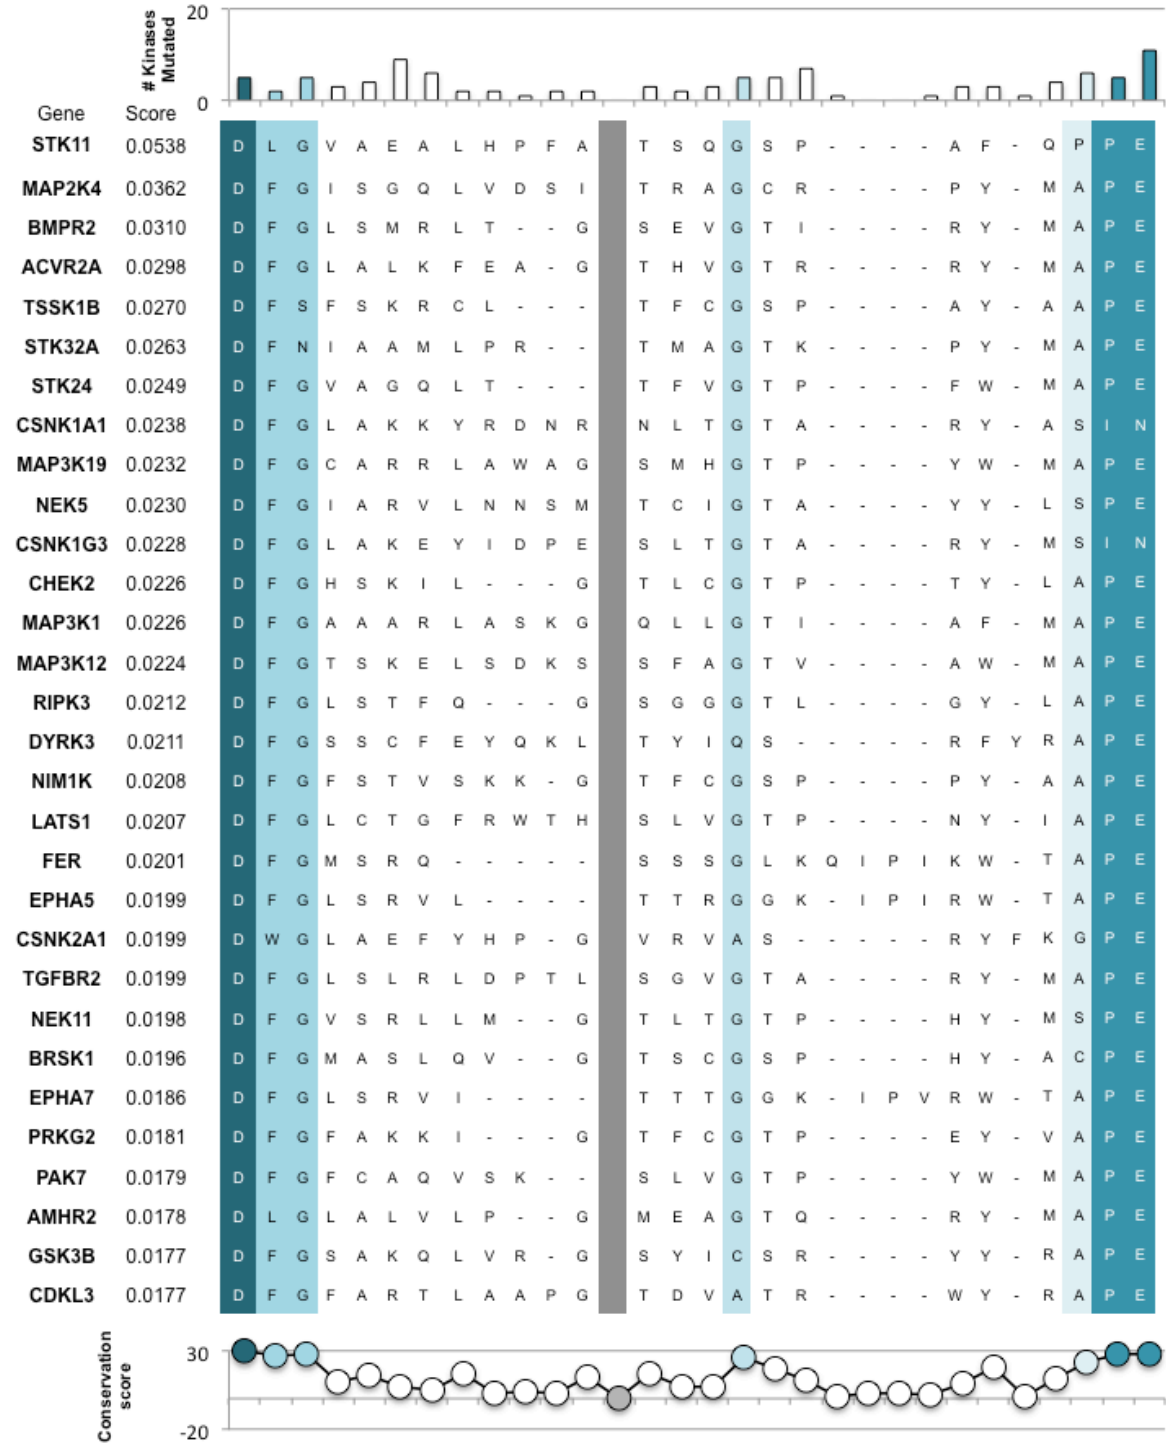 20
# Kinases
Mutated
0
Gene Score
STK11 0.0538 D L G V A E A L H P F A T S Q G S P - - - - A F - Q P P E
MAP2K4 0.0362 D F G I S G Q L V D S I T R A G C R - - - - P Y - M A P E
BMPR2 0.0310 D F G L S M R L T - - G S E V G T I - - - - R Y - M A P E
ACVR2A 0.0298 D F G L A L K F E A - G T H V G T R - - - - R Y - M A P E
TSSK1B 0.0270 D F S F S K R C L - - - T F C G S P - - - - A Y - A A P E
STK32A 0.0263 D F N I A A M L P R - - T M A G T K - - - - P Y - M A P E
STK24 0.0249 D F G V A G Q L T - - - T F V G T P - - - - F W - M A P E
CSNK1A1 0.0238 D F G L A K K Y R D N R N L T G T A - - - - R Y - A S I N
MAP3K19 0.0232 D F G C A R R L A W A G S M H G T P - - - - Y W - M A P E
NEK5 0.0230 D F G I A R V L N N S M T C I G T A - - - - Y Y - L S P E
CSNK1G3 0.0228 D F G L A K E Y I D P E S L T G T A - - - - R Y - M S I N
CHEK2 0.0226 D F G H S K I L - - - G T L C G T P - - - - T Y - L A P E
MAP3K1 0.0226 D F G A A A R L A S K G Q L L G T I - - - - A F - M A P E
MAP3K12 0.0224 D F G T S K E L S D K S S F A G T V - - - - A W - M A P E
RIPK3 0.0212 D F G L S T F Q - - - G S G G G T L - - - - G Y - L A P E
DYRK3 0.0211 D F G S S C F E Y Q K L T Y I Q S - - - - - R F Y R A P E
NIM1K 0.0208 D F G F S T V S K K - G T F C G S P - - - - P Y - A A P E
LATS1 0.0207 D F G L C T G F R W T H S L V G T P - - - - N Y - I A P E
FER 0.0201 D F G M S R Q - - - - - S S S G L K Q I P I K W - T A P E
EPHA5 0.0199 D F G L S R V L - - - - T T R G G K - I P I R W - T A P E
CSNK2A1 0.0199 D W G L A E F Y H P - G V R V A S - - - - - R Y F K G P E
TGFBR2 0.0199 D F G L S L R L D P T L S G V G T A - - - - R Y - M A P E
NEK11 0.0198 D F G V S R L L M - - G T L T G T P - - - - H Y - M S P E
BRSK1 0.0196 D F G M A S L Q V - - G T S C G S P - - - - H Y - A C P E
EPHA7 0.0186 D F G L S R V I - - - - T T T G G K - I P V R W - T A P E
PRKG2 0.0181 D F G F A K K I - - - G T F C G T P - - - - E Y - V A P E
PAK7 0.0179 D F G F C A Q V S K - - S L V G T P - - - - Y W - M A P E
AMHR2 0.0178 D L G L A L V L P - - G M E A G T Q - - - - R Y - M A P E
GSK3B 0.0177 D F G S A K Q L V R - G S Y I C S R - - - - Y Y - R A P E
CDKL3 0.0177 D F G F A R T L A A P G T D V A T R - - - - W Y - R A P E
30
Conservation
score
-20